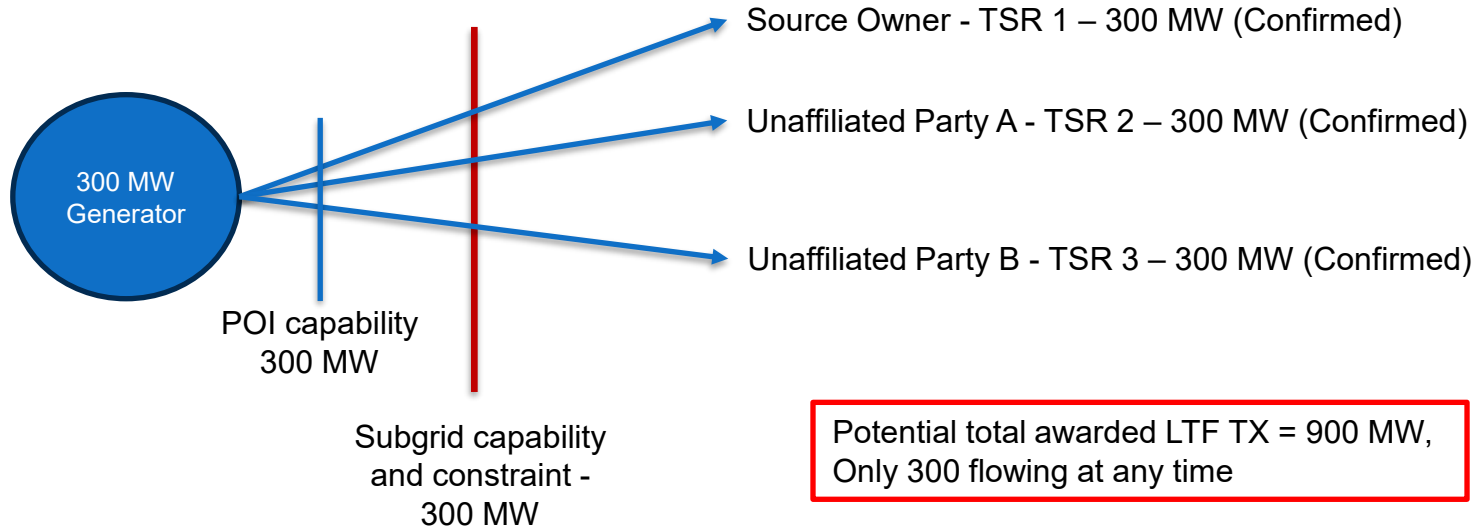 Source Owner - TSR 1 – 300 MW (Confirmed)
Unaffiliated Party A - TSR 2 – 300 MW (Confirmed)
300 MW
Generator
Unaffiliated Party B - TSR 3 – 300 MW (Confirmed)
POI capability
300 MW
Subgrid capability
and constraint -
300 MW
Potential total awarded LTF TX = 900 MW,
Only 300 flowing at any time